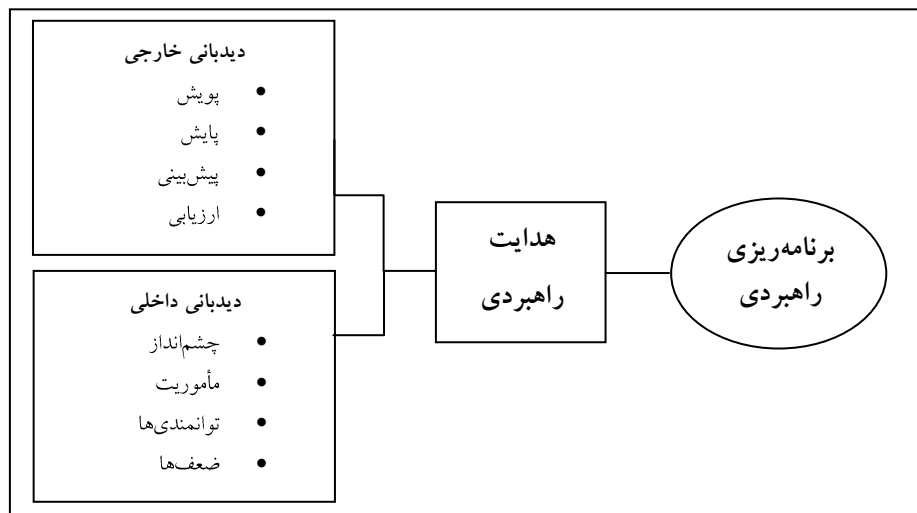 دیدبانی خارجی
• پویش
• پایش
• پیش‌بینی
• ارزیابی
دیدبانی داخلی
• چشم‌انداز
• مأموریت
• توانمندی‌ها
• ضعف‌ها
هدایت
راهبردی
برنامه‌ریزی
راهبردی